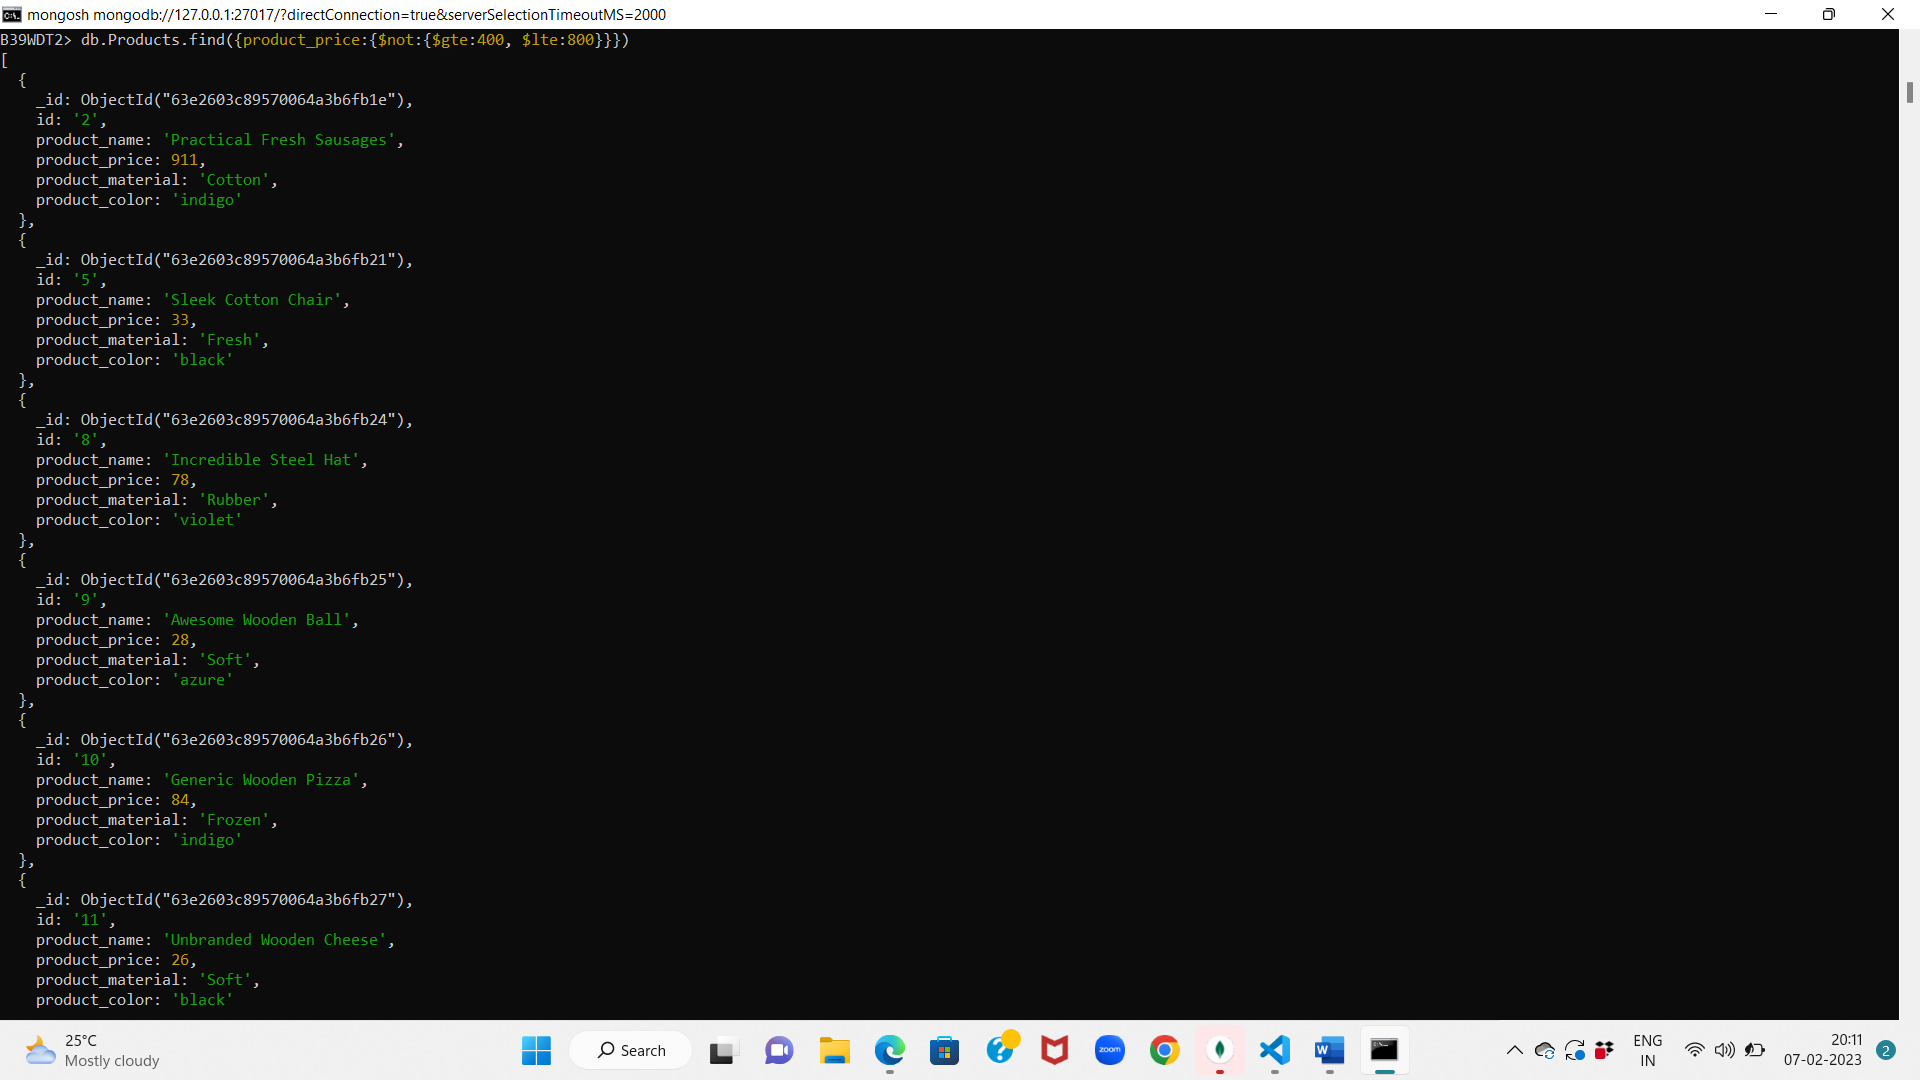 mongosh mongodb://127.0.0.1:27017/?directConnection=true&serverSelectionTimeoutMS=2000
B39WDT2> db.Products.find({product_price:{$not:{$gte:400, $lte:800}}})
[
  {
    _id: ObjectId("63e2603c89570064a3b6fb1e"),
    id: '2',
    product_name: 'Practical Fresh Sausages',
    product_price: 911,
    product_material: 'Cotton',
    product_color: 'indigo'
  },
  {
    _id: ObjectId("63e2603c89570064a3b6fb21"),
    id: '5',
    product_name: 'Sleek Cotton Chair',
    product_price: 33,
    product_material: 'Fresh',
    product_color: 'black'
  },
  {
    _id: ObjectId("63e2603c89570064a3b6fb24"),
    id: '8',
    product_name: 'Incredible Steel Hat',
    product_price: 78,
    product_material: 'Rubber',
    product_color: 'violet'
  },
  {
    _id: ObjectId("63e2603c89570064a3b6fb25"),
    id: '9',
    product_name: 'Awesome Wooden Ball',
    product_price: 28,
    product_material: 'Soft',
    product_color: 'azure'
  },
  {
    _id: ObjectId("63e2603c89570064a3b6fb26"),
    id: '10',
    product_name: 'Generic Wooden Pizza',
    product_price: 84,
    product_material: 'Frozen',
    product_color: 'indigo'
  },
  {
    _id: ObjectId("63e2603c89570064a3b6fb27"),
    id: '11',
    product_name: 'Unbranded Wooden Cheese',
    product_price: 26,
    product_material: 'Soft',
    product_color: 'black'
25°C
Mostly cloudy
Search
zoom
ENG
IN
20:11
07-02-2023
2